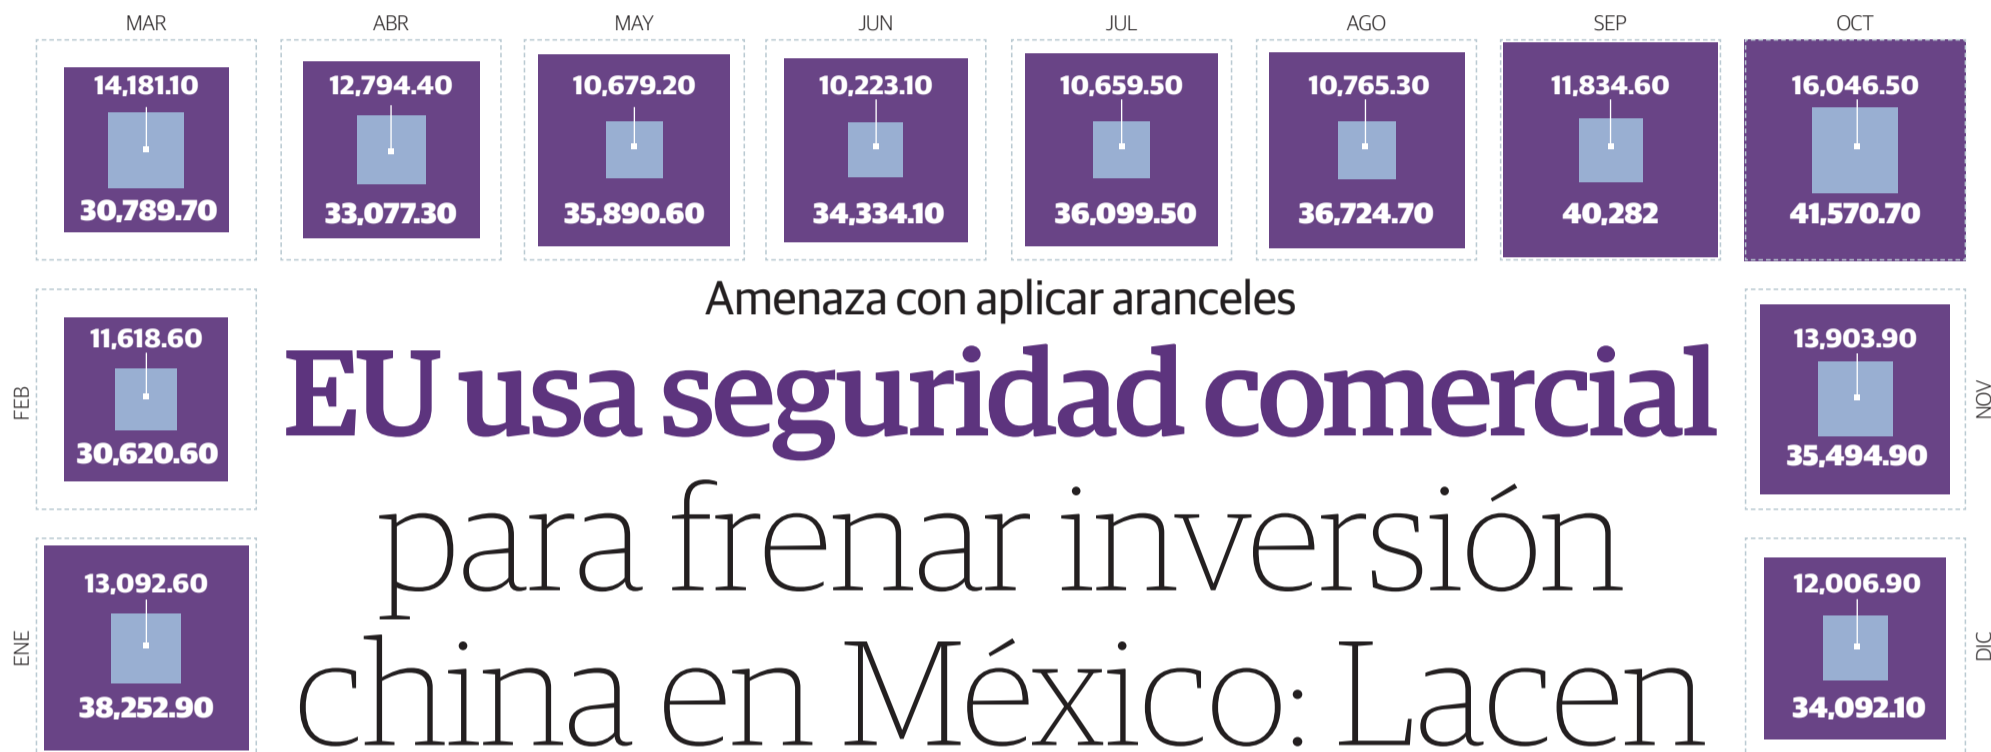 MAR
ABR
MAY
JUN
JUL
AGO
SEP
OCT
14,181.10
30,789.70
12,794.40
33,077.30
10,679.20
35,890.60
10,223.10
34,334.10
10,659.50
36,099.50
10,765.30
36,724.70
11,834.60
40,282
16,046.50
41,570.70
Amenaza con aplicar aranceles
EU usa seguridad comercial
para frenar inversión
china en México: Lacen
FEB
11,618.60
30,620.60
ENE
13,092.60
38,252.90
NOV
13,903.90
35,494.90
DIC
12,006.90
34,092.10